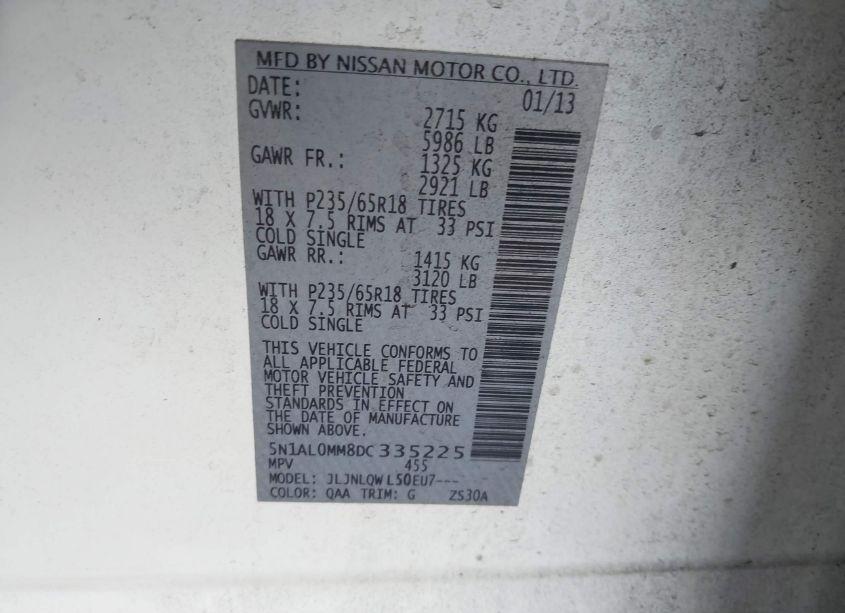 MFD BY NISSAN MOTOR CO., LTD.
DATE: 01/13
GVWR: 2715 KG
5986 LB
GAWR FR.: 1325 KG
2921 LB
WITH P235/65R18 TIRES
18 X 7.5 RIMS AT 33 PSI
COLD SINGLE
GAWR RR.: 1415 KG
3120 LB
WITH P235/65R18 TIRES
18 X 7.5 RIMS AT 33 PSI
COLD SINGLE
THIS VEHICLE CONFORMS TO
ALL APPLICABLE FEDERAL
MOTOR VEHICLE SAFETY AND
THEFT PREVENTION
STANDARDS IN EFFECT ON
THE DATE OF MANUFACTURE
SHOWN ABOVE.
5N1AL0MM8DC335225
MPV 455
MODEL: JLJNLQW L50EU7---
COLOR: QAA TRIM: G ZS30A